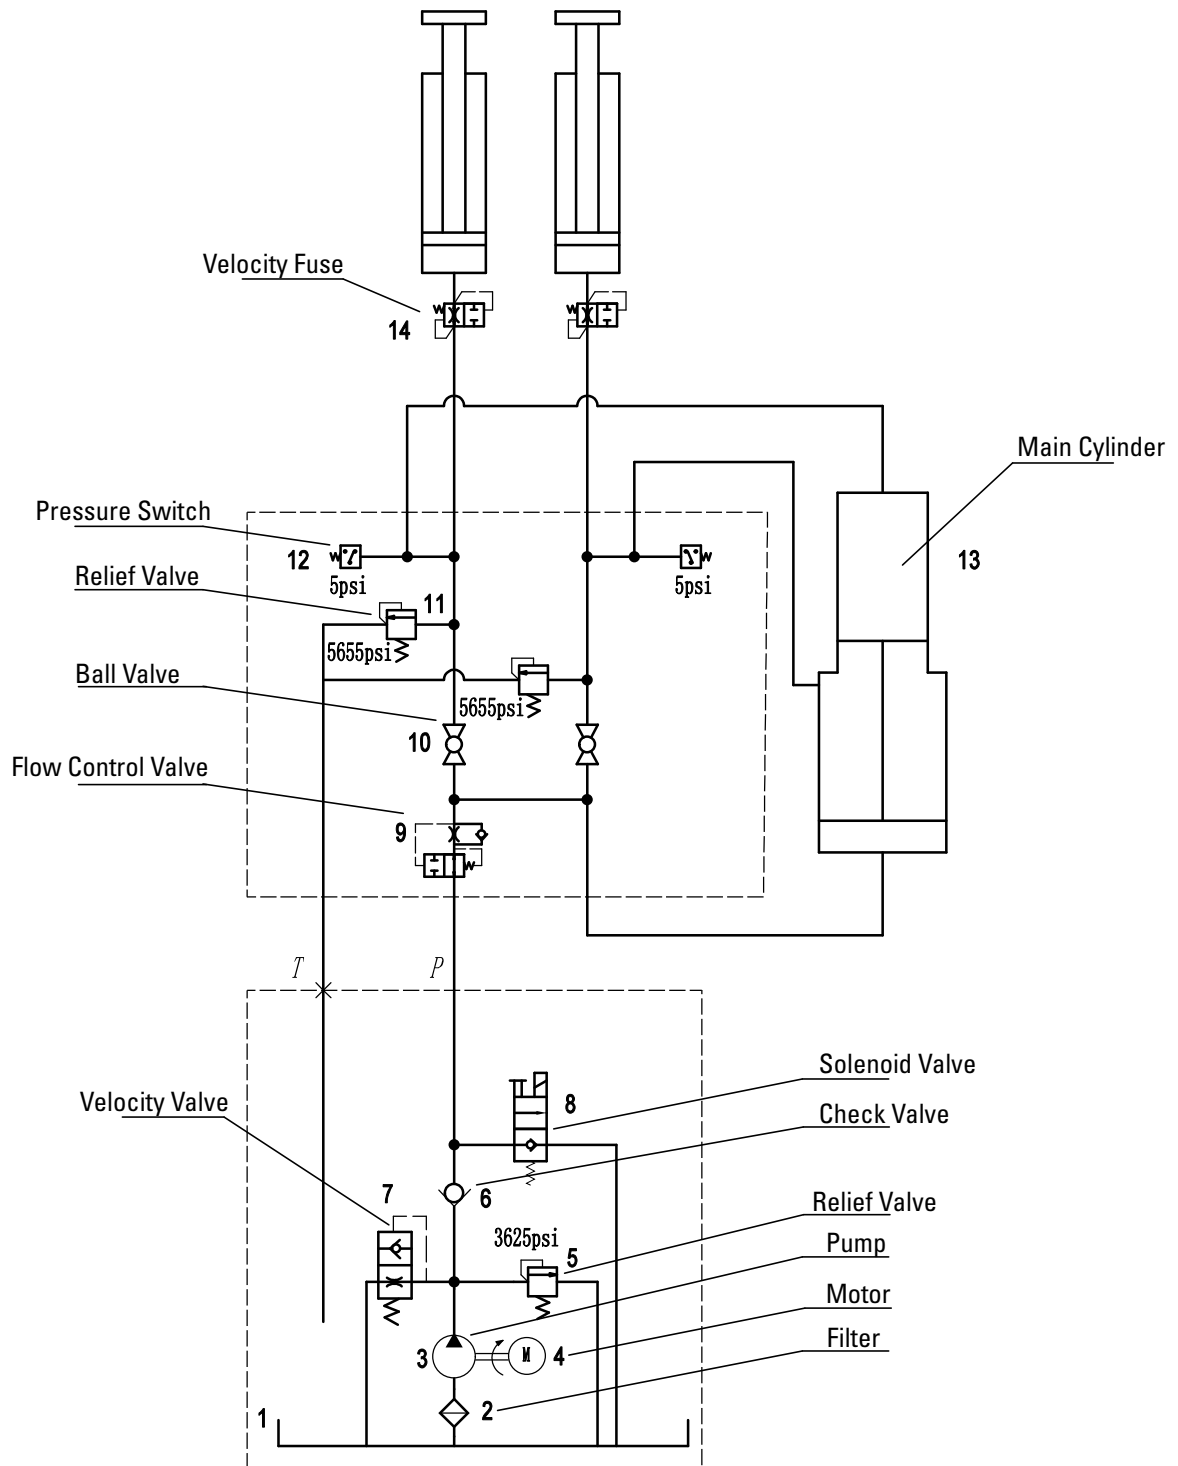 Velocity Fuse
14
Main Cylinder
13
Pressure Switch
12
5psi
5psi
Relief Valve
11
5655psi
Ball Valve
5655psi
10
Flow Control Valve
9
T
P
Solenoid Valve
8
Velocity Valve
Check Valve
7
6
Relief Valve
3625psi
5
Pump
Motor
3
M
4
Filter
1
2